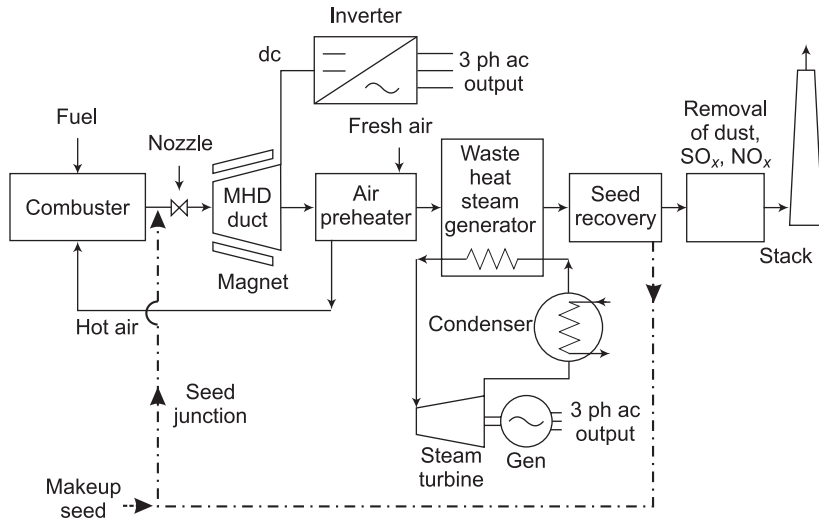 Inverter
dc
3 ph ac
output
Fuel
Nozzle
Fresh air
Removal
of dust,
SOx, NOx
Combuster
MHD
duct
Air
preheater
Waste
heat
steam
generator
Seed
recovery
Magnet
Stack
Hot air
Condenser
Seed
junction
3 ph ac
output
Steam
turbine
Gen
Makeup
seed